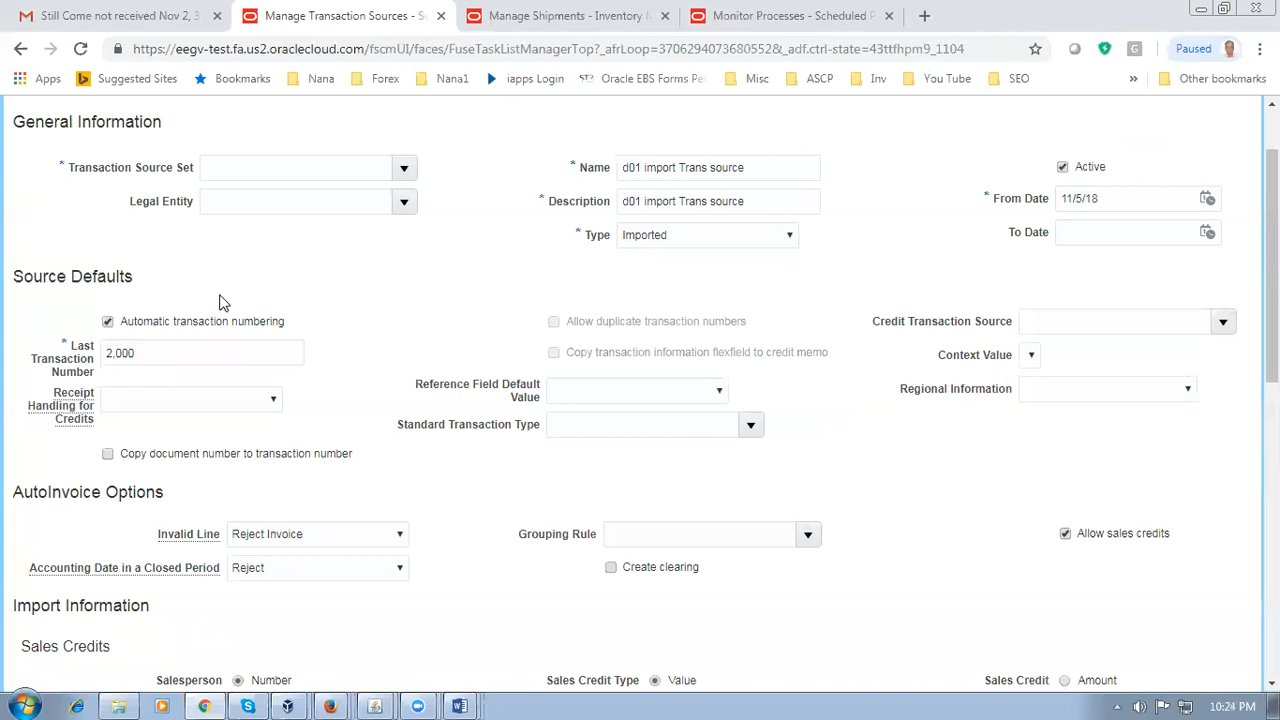 Still Come not received Nov 2, 3
Manage Transaction Sources - S
Manage Shipments - Inventory M
Monitor Processes - Scheduled P
https://eegv-test.fa.us2.oraclecloud.com/fscmUI/faces/FuseTaskListManagerTop?_afrLoop=37062940736805 52&_adf.ctrl-state=43ttfhpm9_1104
Paused
Apps
Suggested Sites
Bookmarks
Nana
Forex
Nana1
iapps Login
Oracle EBS Forms Pe
Misc
ASCP
Inv
You Tube
SEO
Other bookmarks
General Information
* Transaction Source Set
* Name d01 import Trans source
Active
Legal Entity
* Description d01 import Trans source
* From Date 11/5/18
* Type Imported
To Date
Source Defaults
Automatic transaction numbering
Allow duplicate transaction numbers
Credit Transaction Source
* Last Transaction Number 2,000
Copy transaction information flexfield to credit memo
Context Value
Receipt Handling for Credits
Reference Field Default Value
Regional Information
Standard Transaction Type
Copy document number to transaction number
AutoInvoice Options
Invalid Line Reject Invoice
Grouping Rule
Allow sales credits
Accounting Date in a Closed Period Reject
Create clearing
Import Information
Sales Credits
Salesperson Number
Sales Credit Type Value
Sales Credit Amount
10:24 PM